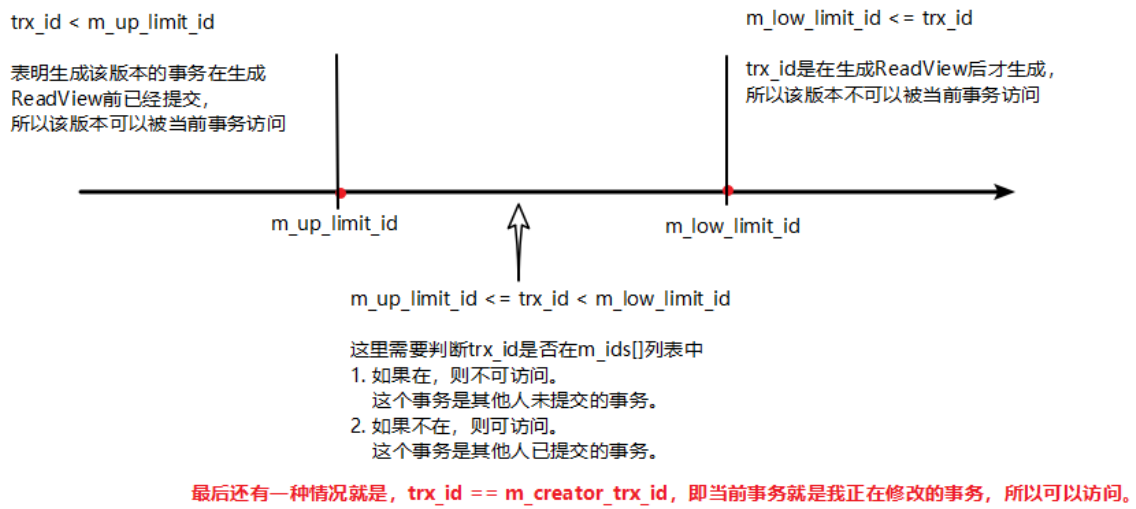 trx_id < m_up_limit_id
表明生成该版本的事务在生成
ReadView前已经提交，
所以该版本可以被当前事务访问
m_low_limit_id <= trx_id
trx_id是在生成ReadView后才生成，
所以该版本不可以被当前事务访问
m_up_limit_id
m_low_limit_id
m_up_limit_id <= trx_id < m_low_limit_id
这里需要判断trx_id是否在m_ids[]列表中
1. 如果在，则不可访问。
这个事务是其他人未提交的事务。
2. 如果不在，则可访问。
这个事务是其他人已提交的事务。
最后还有一种情况就是，trx_id == m_creator_trx_id，即当前事务就是我正在修改的事务，所以可以访问。